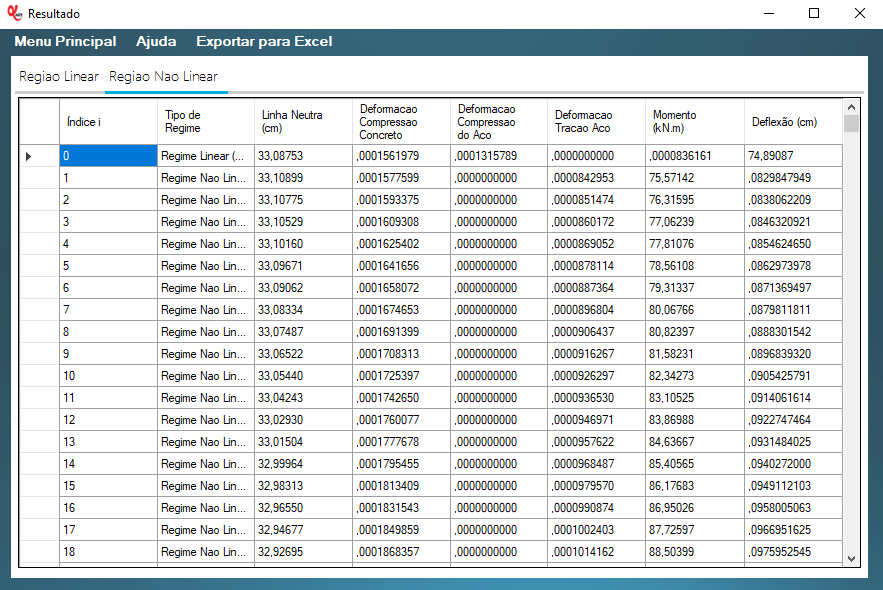 Resultado
Menu Principal Ajuda Exportar para Excel
Regiao Linear Regiao Nao Linear
Índice i Tipo de Regime Linha Neutra (cm) Deformacao Compressao Concreto Deformacao Compressao do Aco Deformacao Tracao Aco Momento (kN.m) Deflexão (cm)
0 Regime Linear (... 33,08753 ,0001561979 ,0001315789 ,0000000000 ,0000836161 74,89087
1 Regime Nao Lin... 33,10899 ,0001577599 ,0000000000 ,0000842953 75,57142 ,0829847949
2 Regime Nao Lin... 33,10775 ,0001593375 ,0000000000 ,0000851474 76,31595 ,0838062209
3 Regime Nao Lin... 33,10529 ,0001609308 ,0000000000 ,0000860172 77,06239 ,0846320921
4 Regime Nao Lin... 33,10160 ,0001625402 ,0000000000 ,0000869052 77,81076 ,0854624650
5 Regime Nao Lin... 33,09671 ,0001641656 ,0000000000 ,0000878114 78,56108 ,0862973978
6 Regime Nao Lin... 33,09062 ,0001658072 ,0000000000 ,0000887364 79,31337 ,0871369497
7 Regime Nao Lin... 33,08334 ,0001674653 ,0000000000 ,0000896804 80,06766 ,0879811811
8 Regime Nao Lin... 33,07487 ,0001691399 ,0000000000 ,0000906437 80,82397 ,0888301542
9 Regime Nao Lin... 33,06522 ,0001708313 ,0000000000 ,0000916267 81,58231 ,0896839320
10 Regime Nao Lin... 33,05440 ,0001725397 ,0000000000 ,0000926297 82,34273 ,0905425791
11 Regime Nao Lin... 33,04243 ,0001742650 ,0000000000 ,0000936530 83,10525 ,0914061614
12 Regime Nao Lin... 33,02930 ,0001760077 ,0000000000 ,0000946971 83,86988 ,0922747464
13 Regime Nao Lin... 33,01504 ,0001777678 ,0000000000 ,0000957622 84,63667 ,0931484025
14 Regime Nao Lin... 32,99964 ,0001795455 ,0000000000 ,0000968487 85,40565 ,0940272000
15 Regime Nao Lin... 32,98313 ,0001813409 ,0000000000 ,0000979570 86,17683 ,0949112103
16 Regime Nao Lin... 32,96550 ,0001831543 ,0000000000 ,0000990874 86,95026 ,0958005063
17 Regime Nao Lin... 32,94677 ,0001849859 ,0000000000 ,0001002403 87,72597 ,0966951625
18 Regime Nao Lin... 32,92695 ,0001868357 ,0000000000 ,0001014162 88,50399 ,0975952545